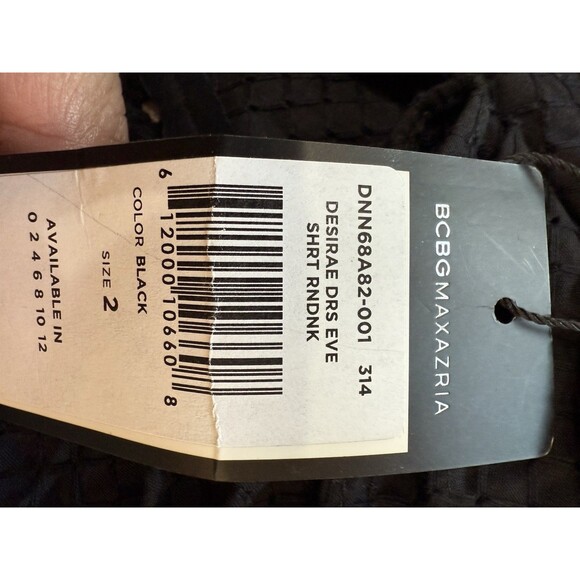 BCBGMAXAZRIA
DNN68A82-001 314
DESIRAE DRS EVE
SHRT RNDNK
6 12000 10660 8
COLOR BLACK
SIZE 2
AVAILABLE IN
0 2 4 6 8 10 12